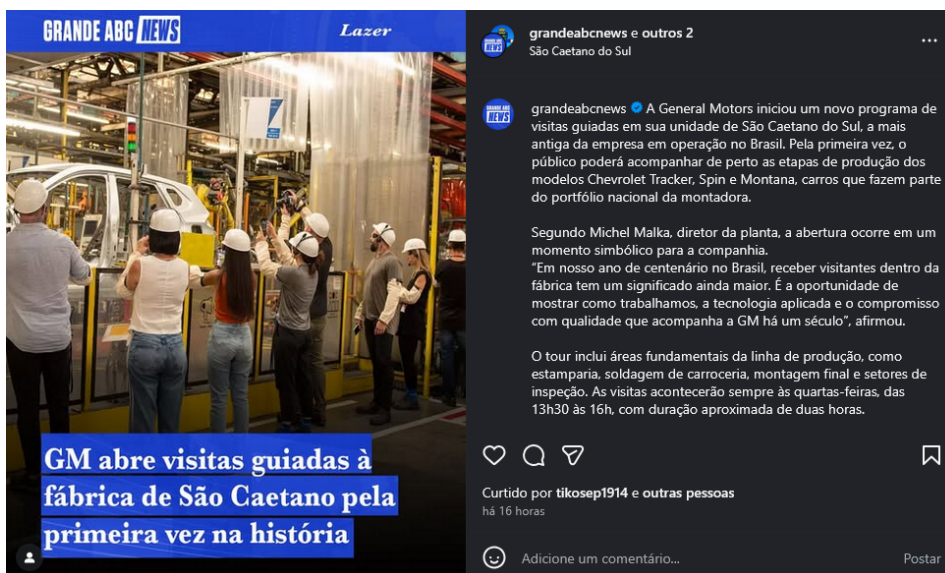 GRANDE ABC NEWS
Lazer
GM abre visitas guiadas à
fábrica de São Caetano pela
primeira vez na história
grandeabcnews e outros 2
São Caetano do Sul
grandeabcnews A General Motors iniciou um novo programa de
visitas guiadas em sua unidade de São Caetano do Sul, a mais
antiga da empresa em operação no Brasil. Pela primeira vez, o
público poderá acompanhar de perto as etapas de produção dos
modelos Chevrolet Tracker, Spin e Montana, carros que fazem parte
do portfólio nacional da montadora.
Segundo Michel Malka, diretor da planta, a abertura ocorre em um
momento simbólico para a companhia.
“Em nosso ano de centenário no Brasil, receber visitantes dentro da
fábrica tem um significado ainda maior. É a oportunidade de
mostrar como trabalhamos, a tecnologia aplicada e o compromisso
com qualidade que acompanha a GM há um século”, afirmou.
O tour inclui áreas fundamentais da linha de produção, como
estamparia, soldagem de carroceria, montagem final e setores de
inspeção. As visitas acontecerão sempre às quartas-feiras, das
13h30 às 16h, com duração aproximada de duas horas.
Curtido por tikosep1914 e outras pessoas
há 16 horas
Adicione um comentário...
Postar